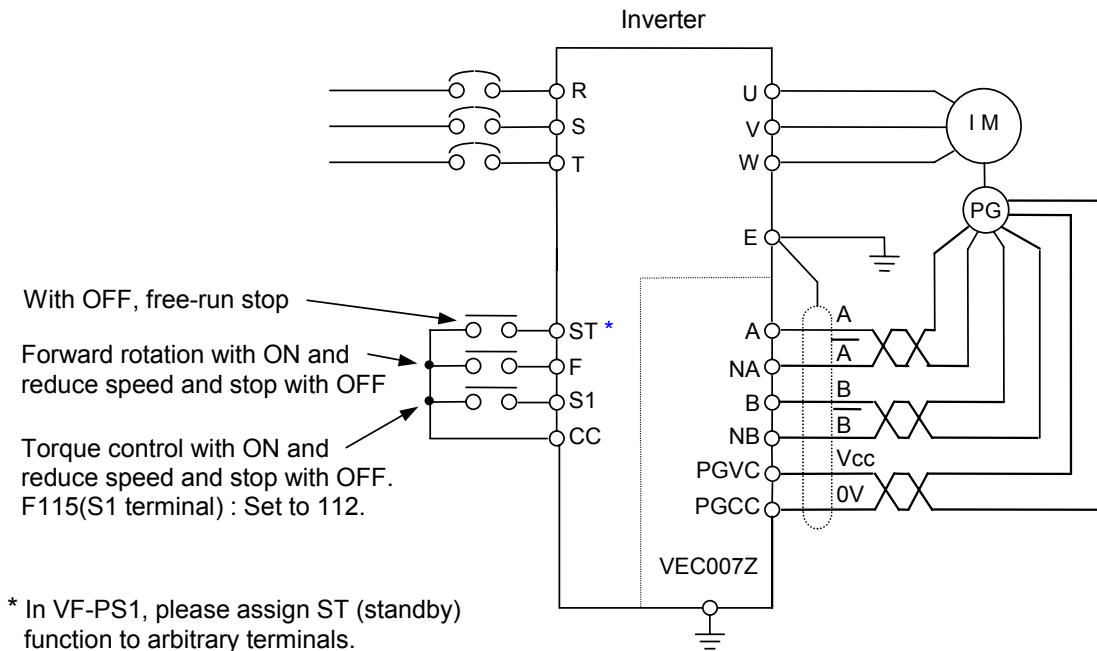 Inverter
R
S
T
U
V
W
I M
PG
E
With OFF, free-run stop
ST *
Forward rotation with ON and
reduce speed and stop with OFF
F
S1
CC
Torque control with ON and
reduce speed and stop with OFF.
F115(S1 terminal) : Set to 112.
A
A
NA
A̅
B
B
NB
B̅
PGVC
Vcc
PGCC
0V
VEC007Z
* In VF-PS1, please assign ST (standby)
function to arbitrary terminals.